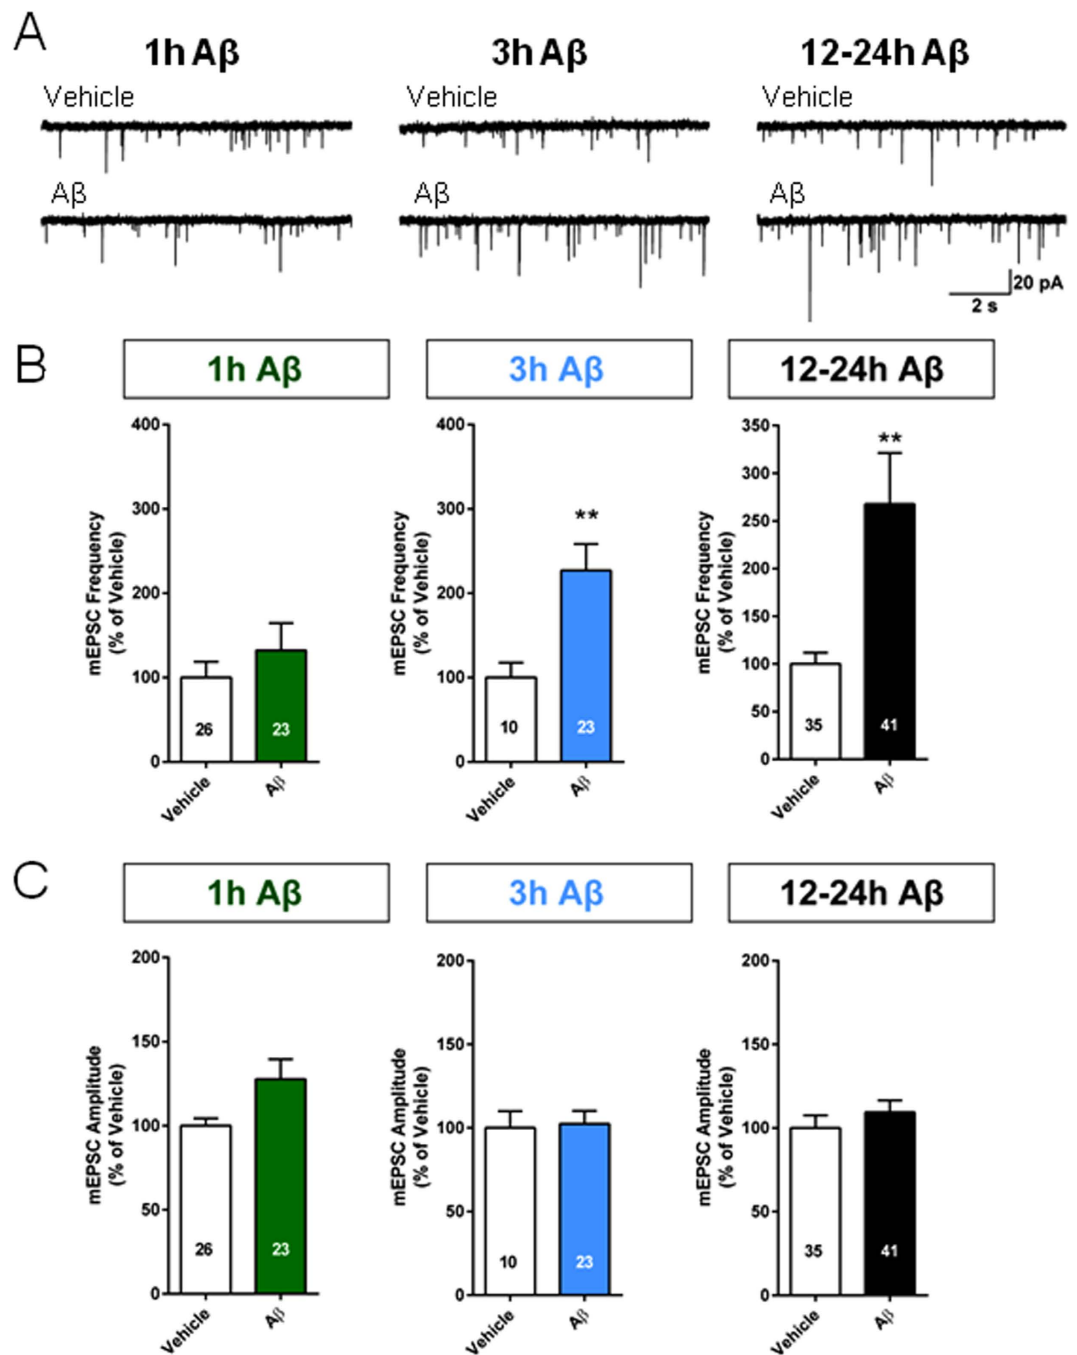 A
1h Aβ 3h Aβ 12-24h Aβ
Vehicle Vehicle Vehicle
Aβ Aβ Aβ
20 pA
2 s
B
1h Aβ 3h Aβ 12-24h Aβ
mEPSC Frequency
(% of Vehicle)
400
300
200
100
0
26 23
Vehicle Aβ
mEPSC Frequency
(% of Vehicle)
400
300
200
100
0
**
10 23
Vehicle Aβ
mEPSC Frequency
(% of Vehicle)
350
300
250
200
150
100
50
0
**
35 41
Vehicle Aβ
C
1h Aβ 3h Aβ 12-24h Aβ
mEPSC Amplitude
(% of Vehicle)
200
150
100
50
0
26 23
Vehicle Aβ
mEPSC Amplitude
(% of Vehicle)
200
150
100
50
0
10 23
Vehicle Aβ
mEPSC Amplitude
(% of Vehicle)
200
150
100
50
0
35 41
Vehicle Aβ